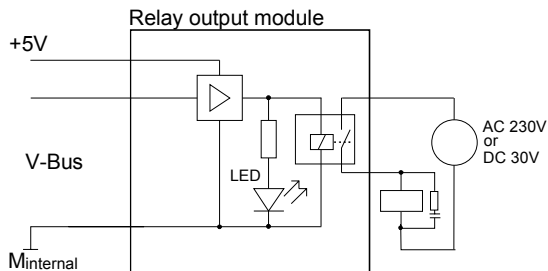 Relay output module
+5V
AC 230V
or
DC 30V
V-Bus
LED
Minternal